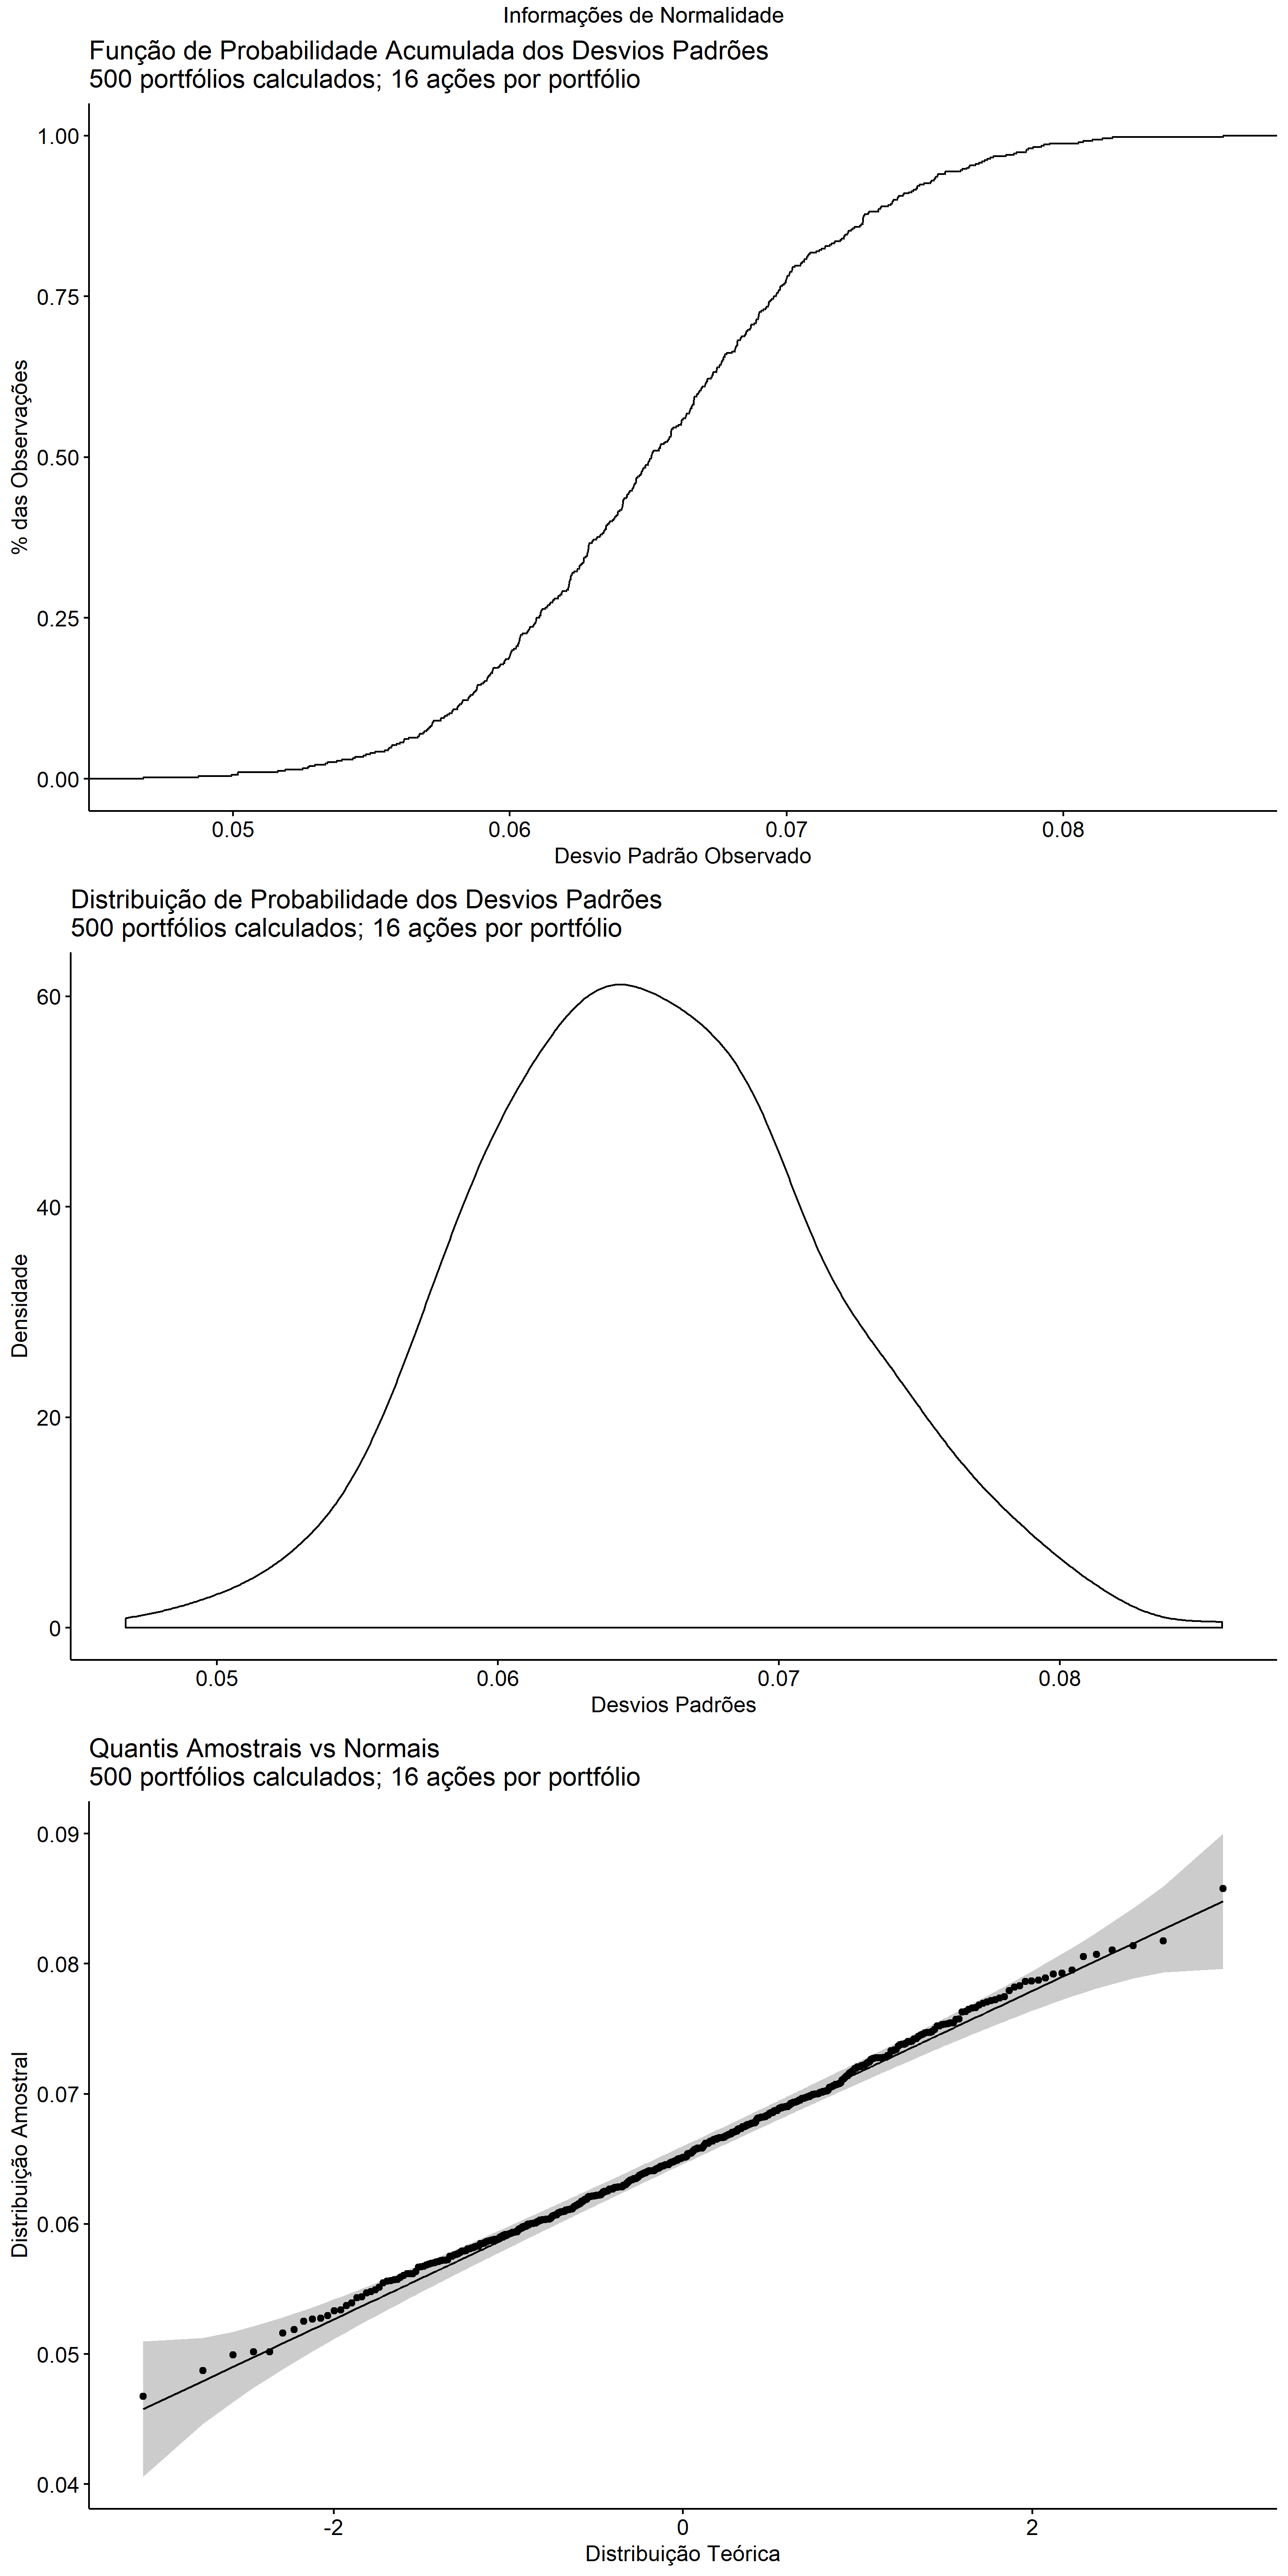 Informações de Normalidade
Função de Probabilidade Acumulada dos Desvios Padrões
500 portfólios calculados; 16 ações por portfólio
1.00
0.75
0.50
0.25
0.00
% das Observações
0.05 0.06 0.07 0.08
Desvio Padrão Observado
Distribuição de Probabilidade dos Desvios Padrões
500 portfólios calculados; 16 ações por portfólio
60
40
20
0
Densidade
0.05 0.06 0.07 0.08
Desvios Padrões
Quantis Amostrais vs Normais
500 portfólios calculados; 16 ações por portfólio
0.09
0.08
0.07
0.06
0.05
0.04
Distribuição Amostral
-2 0 2
Distribuição Teórica